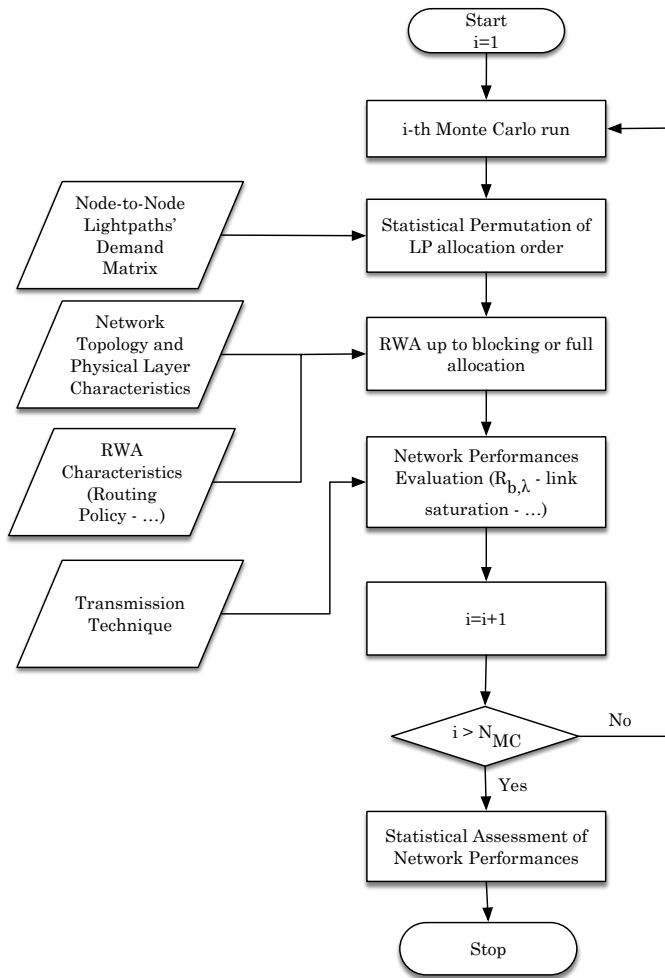 Start
i=1
i-th Monte Carlo run
Node-to-Node
Lightpaths’
Demand
Matrix
Statistical Permutation of
LP allocation order
Network
Topology and
Physical Layer
Characteristics
RWA up to blocking or full
allocation
RWA
Characteristics
(Routing
Policy - ...)
Network Performances
Evaluation (R_b,λ - link
saturation - ...)
Transmission
Technique
i=i+1
i > N_MC
No
Yes
Statistical Assessment of
Network Performances
Stop